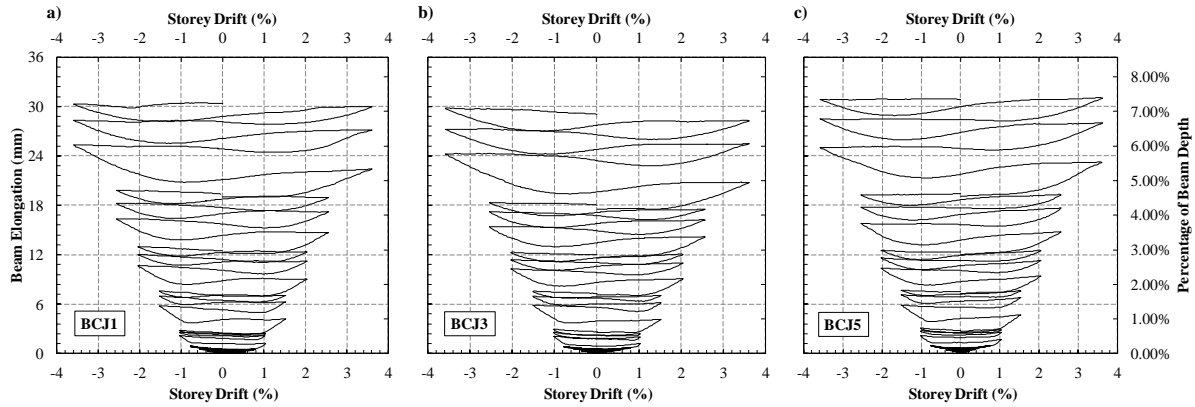 a) Storey Drift (%) b) Storey Drift (%) c) Storey Drift (%)
-4 -3 -2 -1 0 1 2 3 4 -4 -3 -2 -1 0 1 2 3 4 -4 -3 -2 -1 0 1 2 3 4
36
30
24
18
12
6
0
Beam Elongation (mm)
BCJ1
BCJ3
BCJ5
8.00%
7.00%
6.00%
5.00%
4.00%
3.00%
2.00%
1.00%
0.00%
Percentage of Beam Depth
-4 -3 -2 -1 0 1 2 3 4 -4 -3 -2 -1 0 1 2 3 4 -4 -3 -2 -1 0 1 2 3 4
Storey Drift (%) Storey Drift (%) Storey Drift (%)